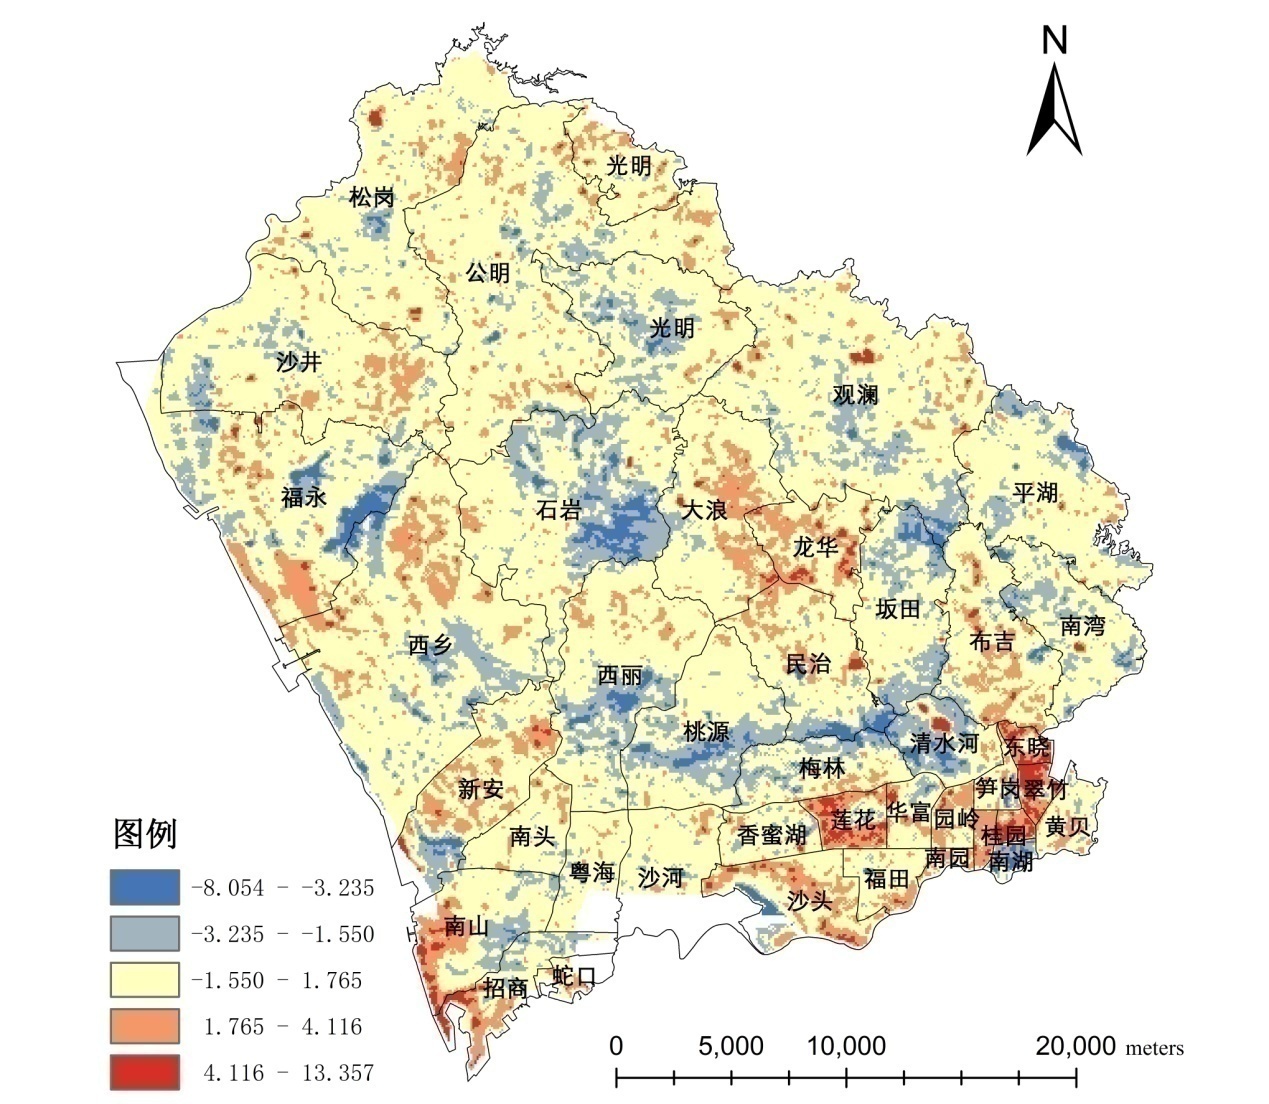 N
光明
松岗
公明
光明
沙井
观澜
平湖
福永
石岩
大浪
龙华
坂田
南湾
布吉
西乡
民治
西丽
桃源
清水河
东晓
梅林
新安
笋岗
翠竹
华富
园岭
莲花
黄贝
南头
香蜜湖
桂园
南园
南湖
粤海
沙河
福田
沙头
南山
蛇口
招商
图例
-8.054 - -3.235
-3.235 - -1.550
-1.550 - 1.765
1.765 - 4.116
4.116 - 13.357
0 5,000 10,000 20,000 meters